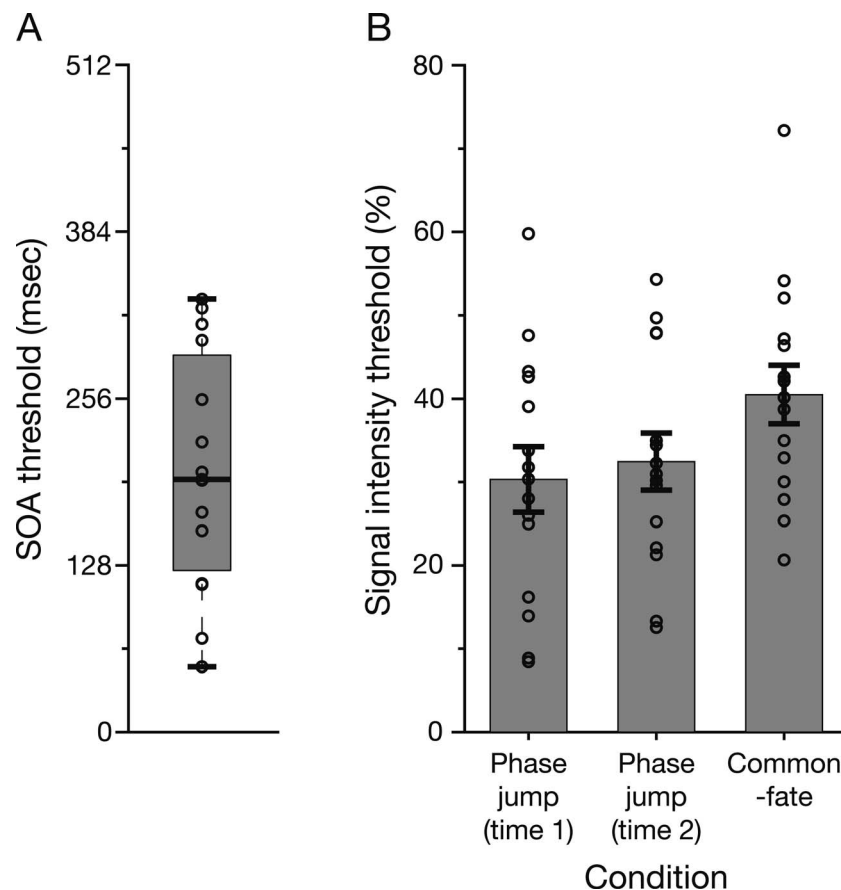 A
SOA threshold (msec)
512
384
256
128
0
B
Signal intensity threshold (%)
80
60
40
20
0
Phase
jump
(time 1)
Phase
jump
(time 2)
Common
-fate
Condition